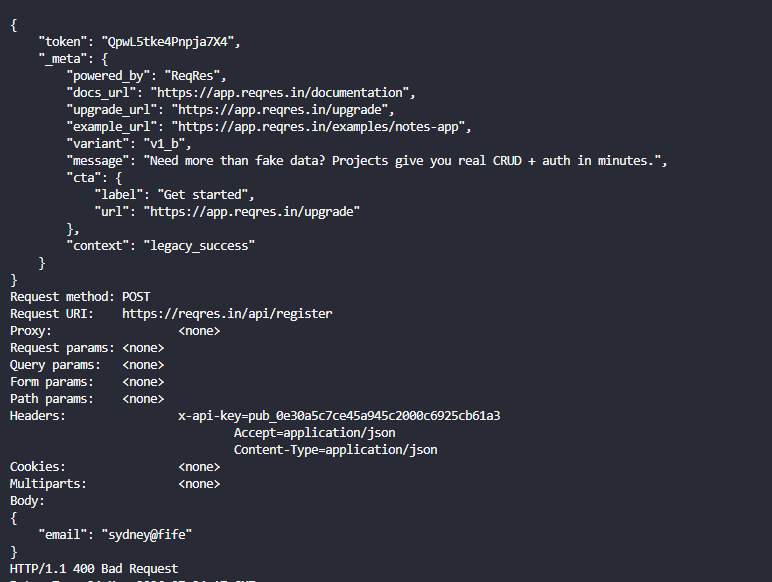 {
    "token": "QpwL5tke4Pnpja7X4",
    "_meta": {
        "powered_by": "ReqRes",
        "docs_url": "https://app.reqres.in/documentation",
        "upgrade_url": "https://app.reqres.in/upgrade",
        "example_url": "https://app.reqres.in/examples/notes-app",
        "variant": "v1_b",
        "message": "Need more than fake data? Projects give you real CRUD + auth in minutes.",
        "cta": {
            "label": "Get started",
            "url": "https://app.reqres.in/upgrade"
        },
        "context": "legacy_success"
    }
}
Request method: POST
Request URI:    https://reqres.in/api/register
Proxy:                  <none>
Request params: <none>
Query params:   <none>
Form params:    <none>
Path params:    <none>
Headers:                x-api-key=pub_0e30a5c7ce45a945c2000c6925cb61a3
                                Accept=application/json
                                Content-Type=application/json
Cookies:                <none>
Multiparts:             <none>
Body:
{
    "email": "sydney@fife"
}
HTTP/1.1 400 Bad Request